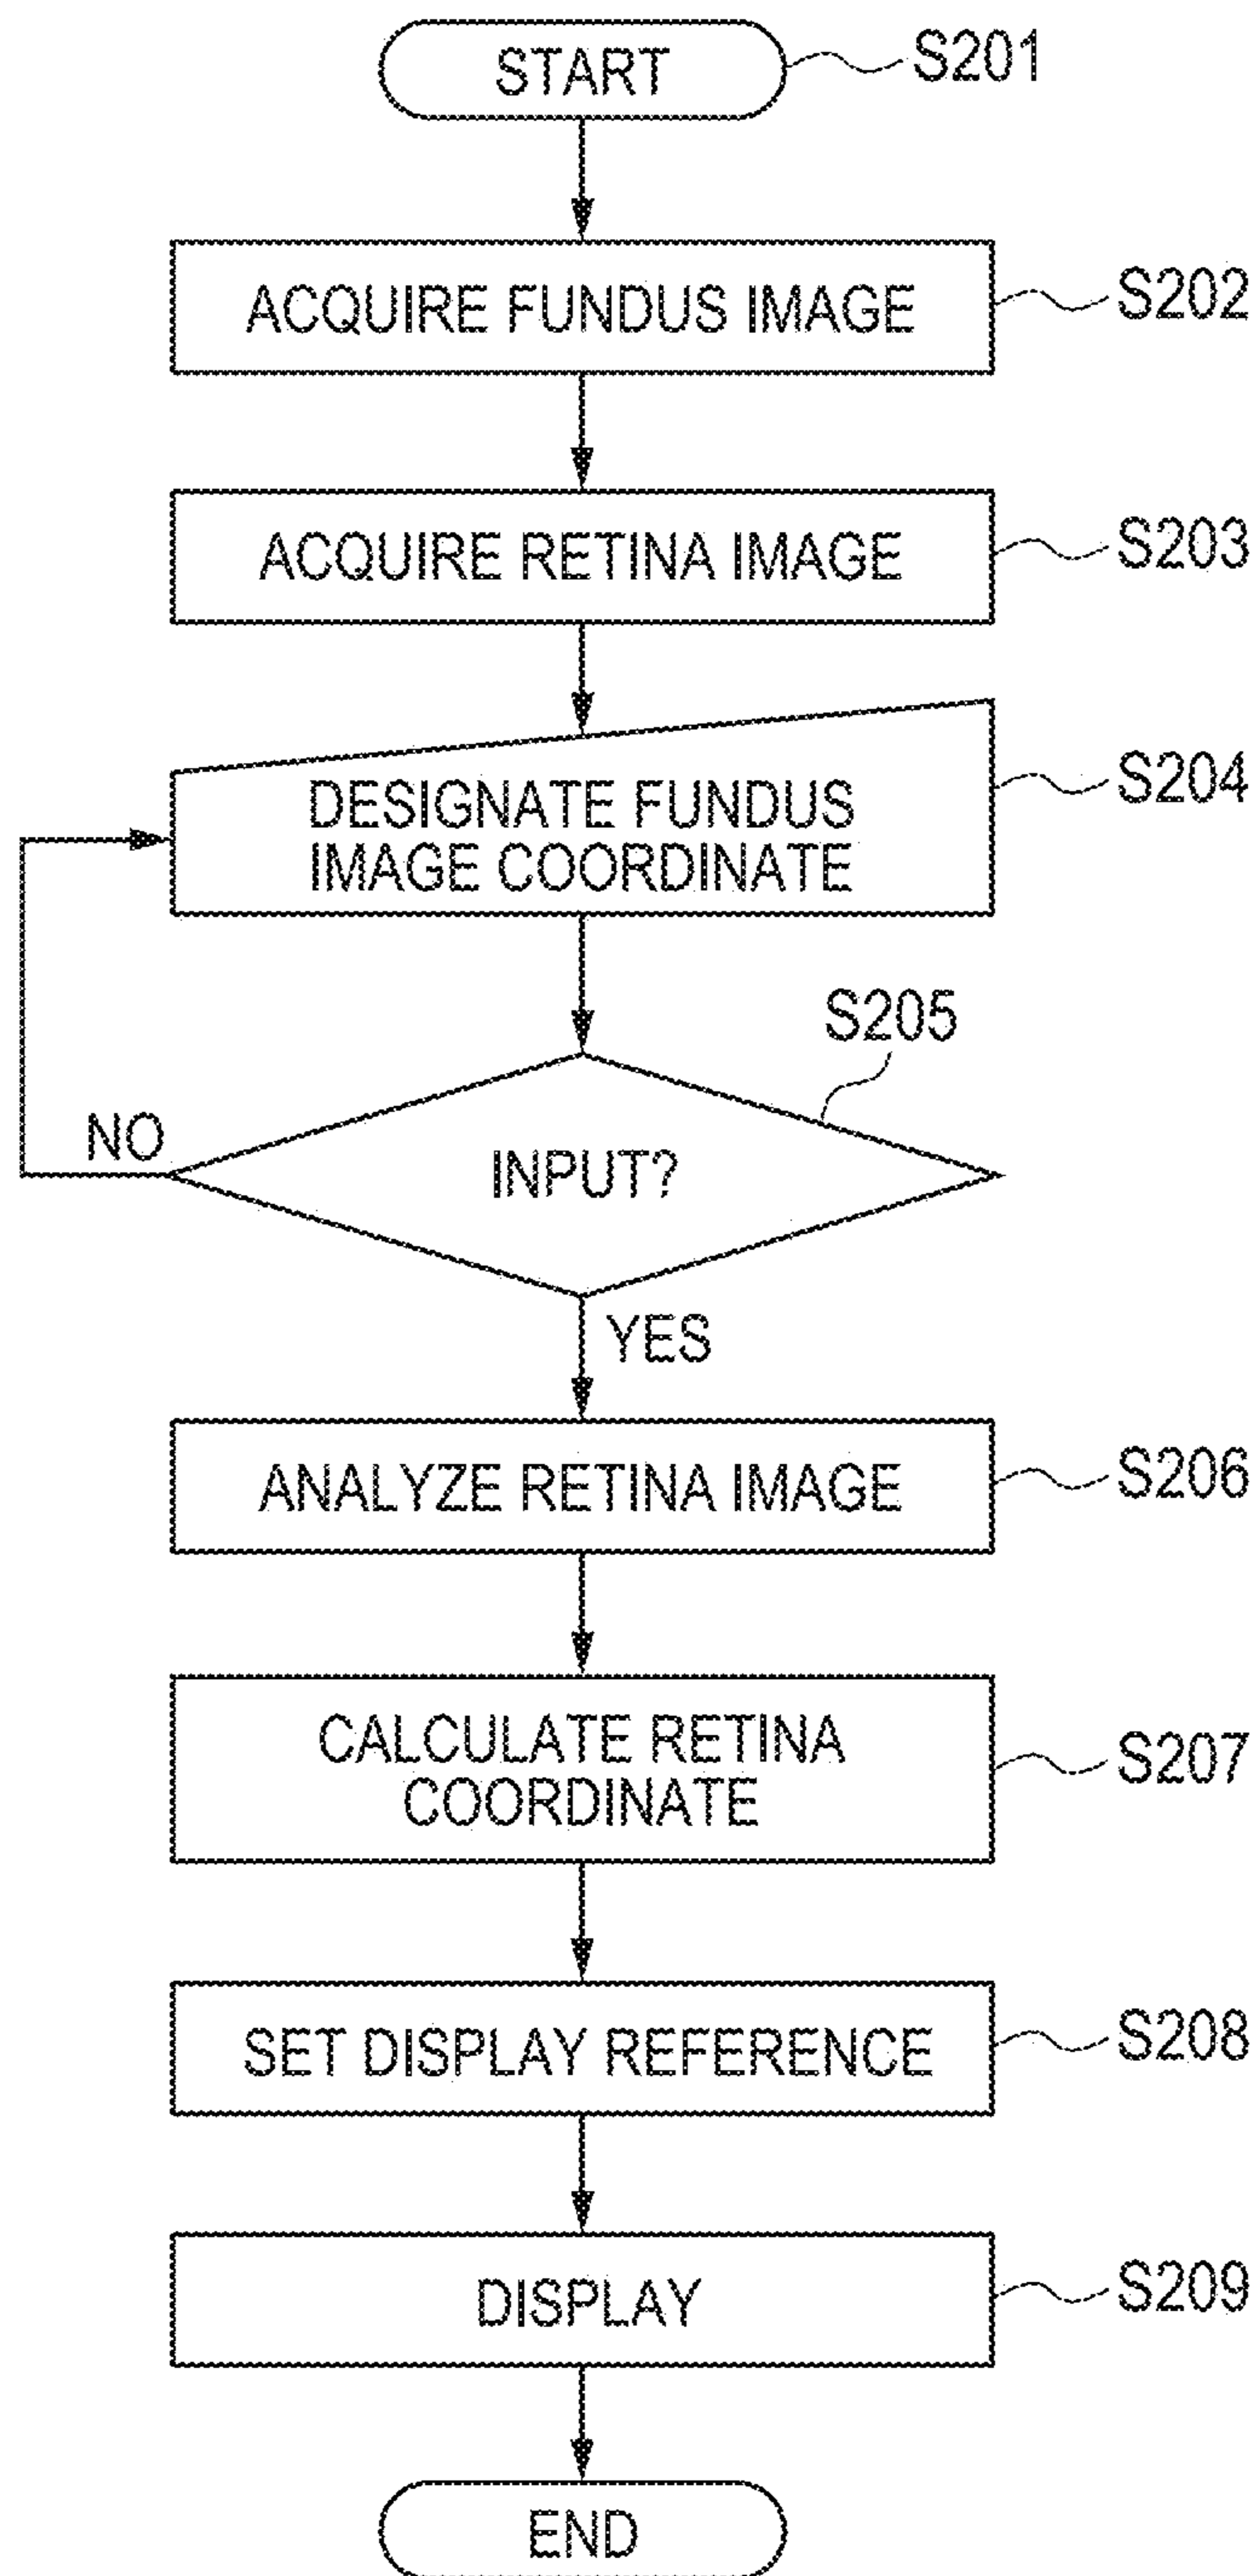 START
S201
ACQUIRE FUNDUS IMAGE
S202
ACQUIRE RETINA IMAGE
S203
DESIGNATE FUNDUS
IMAGE COORDINATE
S204
S205
NO
INPUT?
YES
ANALYZE RETINA IMAGE
S206
CALCULATE RETINA
COORDINATE
S207
SET DISPLAY REFERENCE
S208
DISPLAY
S209
END